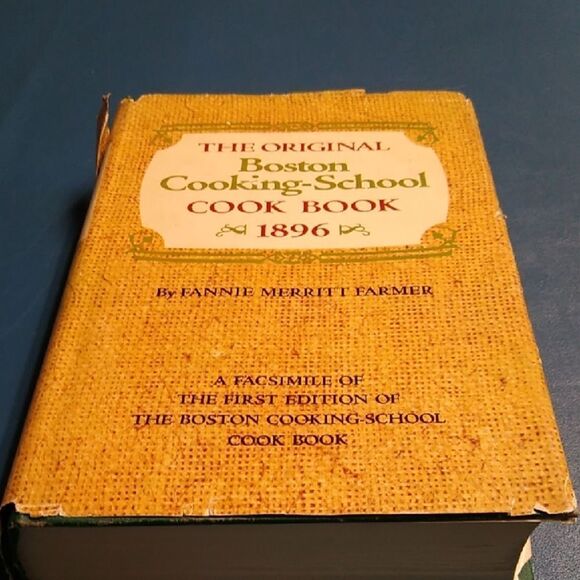 THE ORIGINAL
Boston
Cooking-School
COOK BOOK
1896
By FANNIE MERRITT FARMER
A FACSIMILE OF
THE FIRST EDITION OF
THE BOSTON COOKING-SCHOOL
COOK BOOK